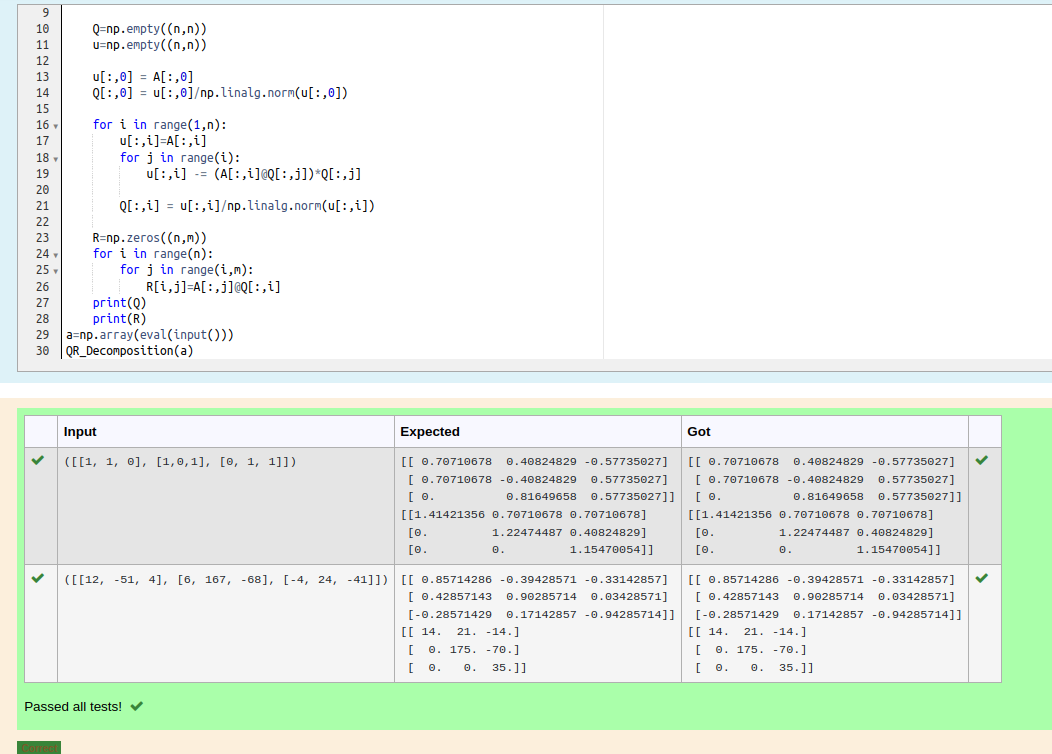 9
10 Q=np.empty((n,n))
11 u=np.empty((n,n))
12
13 u[:,0] = A[:,0]
14 Q[:,0] = u[:,0]/np.linalg.norm(u[:,0])
15
16 for i in range(1,n):
17 u[:,i]=A[:,i]
18 for j in range(i):
19 u[:,i] -= (A[:,i]@Q[:,j])*Q[:,j]
20
21 Q[:,i] = u[:,i]/np.linalg.norm(u[:,i])
22
23 R=np.zeros((n,m))
24 for i in range(n):
25 for j in range(i,m):
26 R[i,j]=A[:,j]@Q[:,i]
27 print(Q)
28 print(R)
29 a=np.array(eval(input()))
30 QR_Decomposition(a)
Input Expected Got
([[1, 1, 0], [1,0,1], [0, 1, 1]]) [[ 0.70710678 0.40824829 -0.57735027] [[ 0.70710678 0.40824829 -0.57735027]
[ 0.70710678 -0.40824829 0.57735027] [ 0.70710678 -0.40824829 0.57735027]
[ 0. 0.81649658 0.57735027]] [ 0. 0.81649658 0.57735027]]
[[1.41421356 0.70710678 0.70710678] [[1.41421356 0.70710678 0.70710678]
[0. 1.22474487 0.40824829] [0. 1.22474487 0.40824829]
[0. 0. 1.15470054]] [0. 0. 1.15470054]]
([[12, -51, 4], [6, 167, -68], [-4, 24, -41]]) [[ 0.85714286 -0.39428571 -0.33142857] [[ 0.85714286 -0.39428571 -0.33142857]
[ 0.42857143 0.90285714 0.03428571] [ 0.42857143 0.90285714 0.03428571]
[-0.28571429 0.17142857 -0.94285714]] [-0.28571429 0.17142857 -0.94285714]]
[[ 14. 21. -14.] [[ 14. 21. -14.]
[ 0. 175. -70.] [ 0. 175. -70.]
[ 0. 0. 35.]] [ 0. 0. 35.]]
Passed all tests!
Correct